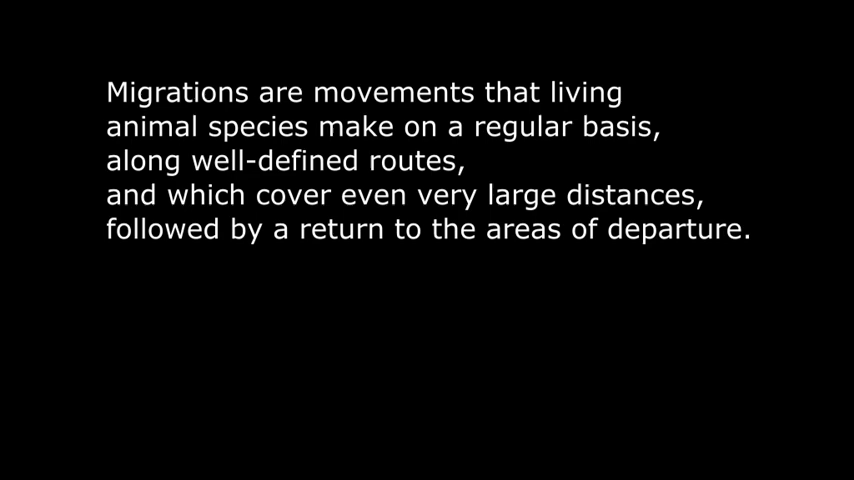 Migrations are movements that living
animal species make on a regular basis,
along well-defined routes,
and which cover even very large distances,
followed by a return to the areas of departure.